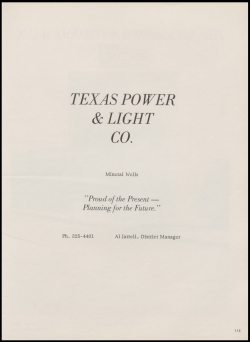 TEXAS POWER
& LIGHT
CO.
Mineral Wells
"Proud of the Present —
Planning for the Future."
Ph. 325-4401 Al Jarrell, District Manager